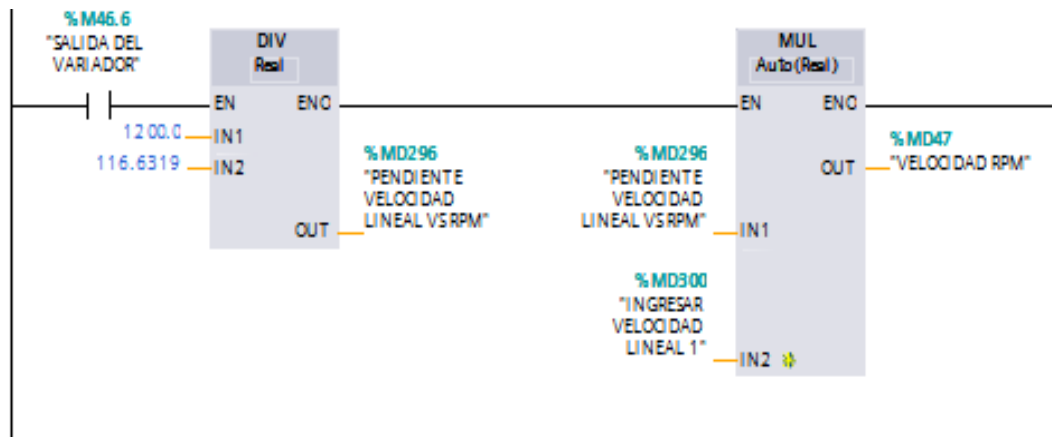 %M46.6
"SALIDA DEL
VARIADOR"
DIV
Real
EN ENO
1200.0 IN1
116.6319 IN2
OUT
%MD296
"PENDIENTE
VELOCIDAD
LINEAL VS RPM"
MUL
Auto (Real)
EN ENO
%MD296
"PENDIENTE
VELOCIDAD
LINEAL VS RPM"
IN1
%MD300
"INGRESAR
VELOCIDAD
LINEAL 1"
IN2
OUT
%MD47
"VELOCIDAD RPM"